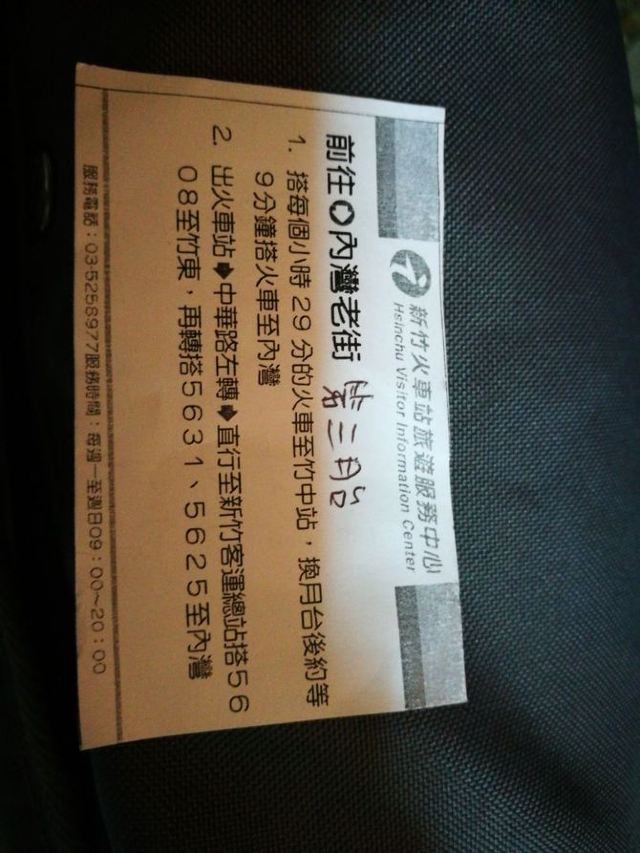 新竹火車站旅遊服務中心
Hsinchu Visitor Information Center
前往內灣老街 第二月台
1. 搭每個小時 29 分的火車至竹中站，換月台後約等
9 分鐘搭火車至內灣
2. 出火車站➧中華路左轉➧直行至新竹客運總站搭５６
０８至竹東，再轉搭５６３１、５６２５至內灣
服務電話：03-5258977服務時間：每週一至週日09：00～20：00